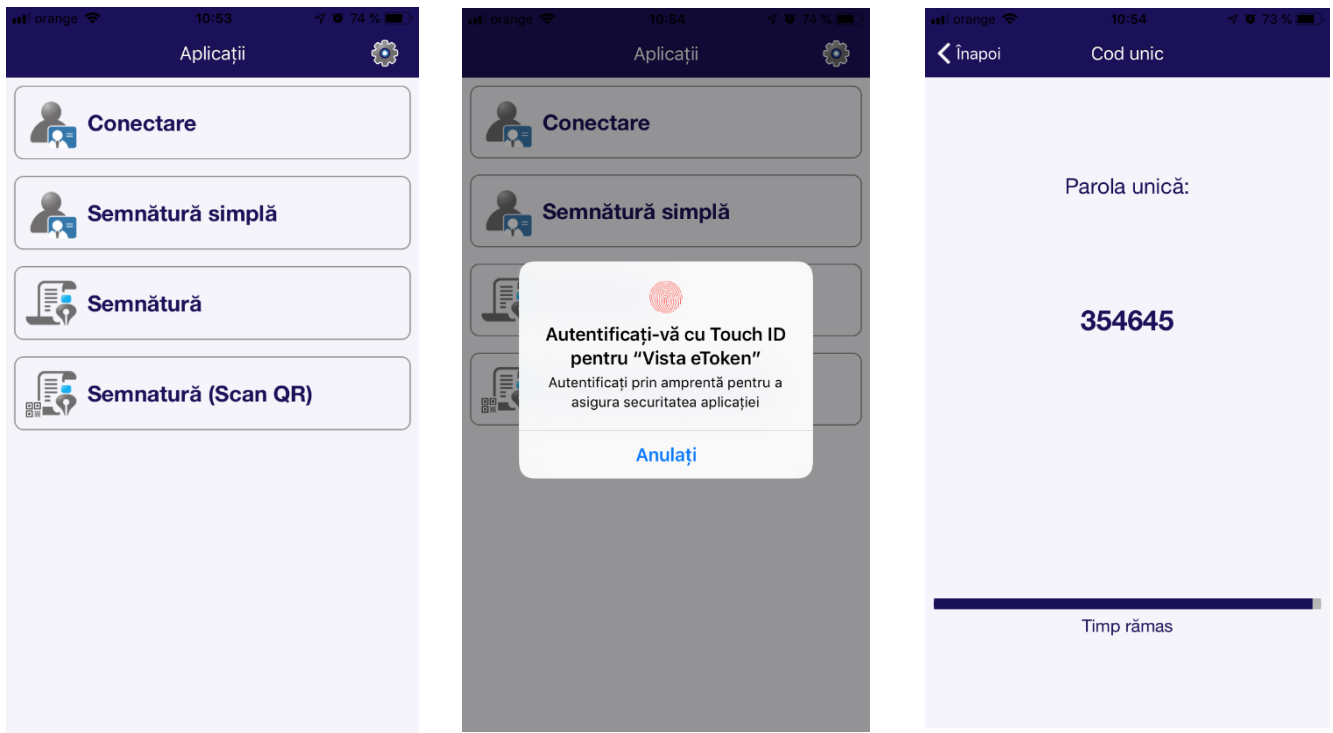 orange 10:53 74 %
Aplicații
Conectare
Semnătură simplă
Semnătură
Semnatură (Scan QR)
orange 10:54 74 %
Aplicații
Conectare
Semnătură simplă
Autentificați-vă cu Touch ID
pentru “Vista eToken”
Autentificați prin amprentă pentru a
asigura securitatea aplicației
Anulați
orange 10:54 73 %
Înapoi Cod unic
Parola unică:
354645
Timp rămas